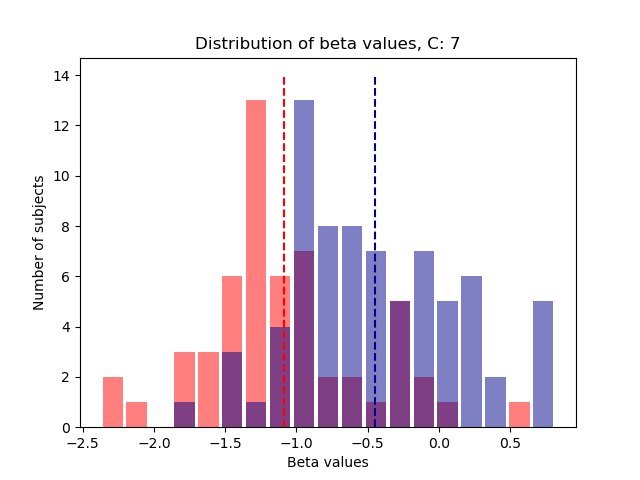 Distribution of beta values, C: 7
14
12
10
8
6
4
2
0
Number of subjects
−2.5 −2.0 −1.5 −1.0 −0.5 0.0 0.5
Beta values